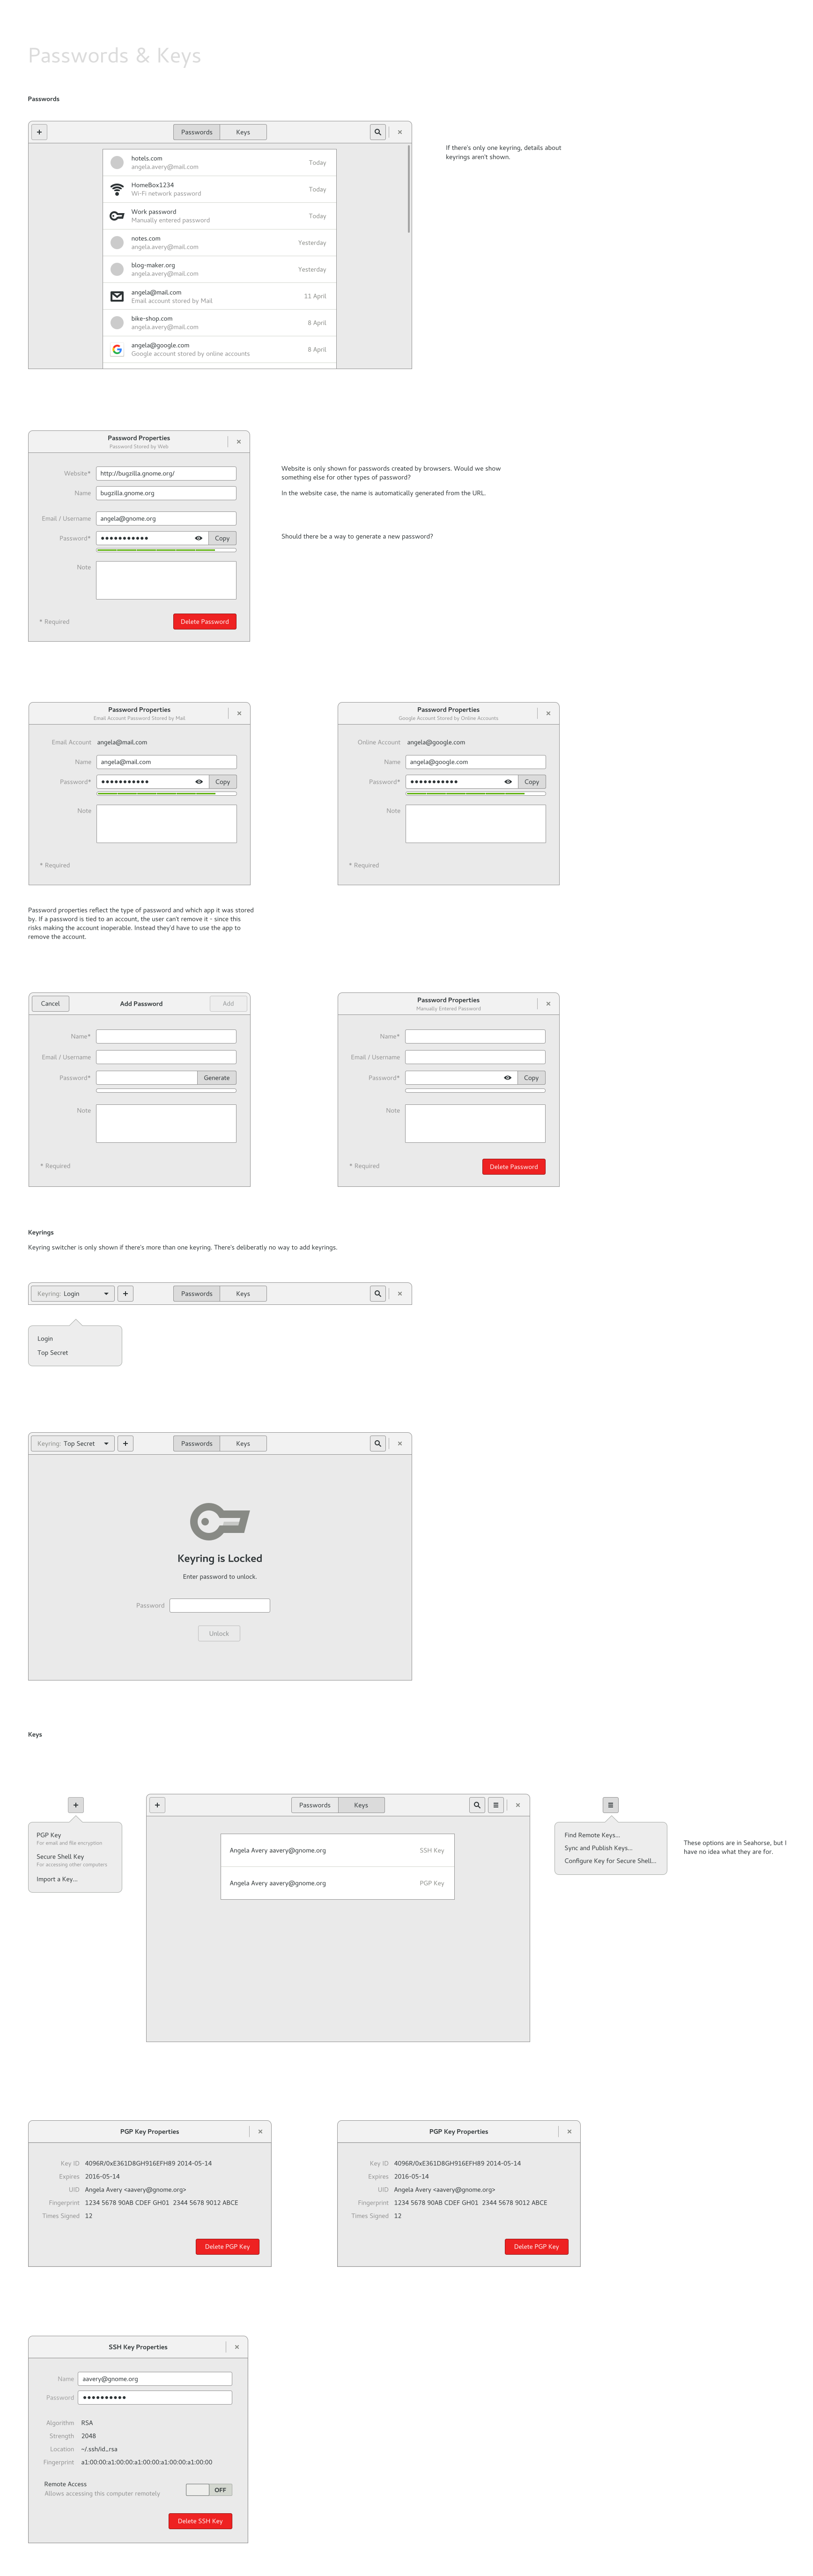 Passwords & Keys
Passwords
Passwords Keys
If there's only one keyring, details about
keyrings aren't shown.
hotels.com
angela.avery@mail.com
Today
HomeBox1234
Wi-Fi network password
Today
Work password
Manually entered password
Today
notes.com
angela.avery@mail.com
Yesterday
blog-maker.org
angela.avery@mail.com
Yesterday
angela@mail.com
Email account stored by Mail
11 April
bike-shop.com
angela.avery@mail.com
8 April
angela@google.com
Google account stored by online accounts
8 April
Password Properties
Password Stored by Web
Website* http://bugzilla.gnome.org/
Name bugzilla.gnome.org
Email / Username angela@gnome.org
Password* ●●●●●●●●●●● Copy
Note
* Required Delete Password
Website is only shown for passwords created by browsers. Would we show
something else for other types of password?
In the website case, the name is automatically generated from the URL.
Should there be a way to generate a new password?
Password Properties
Email Account Password Stored by Mail
Email Account angela@mail.com
Name angela@mail.com
Password* ●●●●●●●●●●● Copy
Note
* Required
Password Properties
Google Account Stored by Online Accounts
Online Account angela@google.com
Name angela@google.com
Password* ●●●●●●●●●●● Copy
Note
* Required
Password properties reflect the type of password and which app it was stored
by. If a password is tied to an account, the user can't remove it - since this
risks making the account inoperable. Instead they'd have to use the app to
remove the account.
Cancel Add Password Add
Name*
Email / Username
Password* Generate
Note
* Required
Password Properties
Manually Entered Password
Name*
Email / Username
Password* Copy
Note
* Required Delete Password
Keyrings
Keyring switcher is only shown if there's more than one keyring. There's deliberatly no way to add keyrings.
Keyring: Login Passwords Keys
Login
Top Secret
Keyring: Top Secret Passwords Keys
Keyring is Locked
Enter password to unlock.
Password
Unlock
Keys
PGP Key
For email and file encryption
Secure Shell Key
For accessing other computers
Import a Key...
Passwords Keys
Angela Avery aavery@gnome.org SSH Key
Angela Avery aavery@gnome.org PGP Key
Find Remote Keys...
Sync and Publish Keys...
Configure Key for Secure Shell...
These options are in Seahorse, but I
have no idea what they are for.
PGP Key Properties
Key ID 4096R/0xE361D8GH916EFH89 2014-05-14
Expires 2016-05-14
UID Angela Avery <aavery@gnome.org>
Fingerprint 1234 5678 90AB CDEF GH01 2344 5678 9012 ABCE
Times Signed 12
Delete PGP Key
PGP Key Properties
Key ID 4096R/0xE361D8GH916EFH89 2014-05-14
Expires 2016-05-14
UID Angela Avery <aavery@gnome.org>
Fingerprint 1234 5678 90AB CDEF GH01 2344 5678 9012 ABCE
Times Signed 12
Delete PGP Key
SSH Key Properties
Name aavery@gnome.org
Password ●●●●●●●●●●
Algorithm RSA
Strength 2048
Location ~/.ssh/id_rsa
Fingerprint a1:00:00:a1:00:00:a1:00:00:a1:00:00:a1:00:00
Remote Access
Allows accessing this computer remotely
OFF
Delete SSH Key